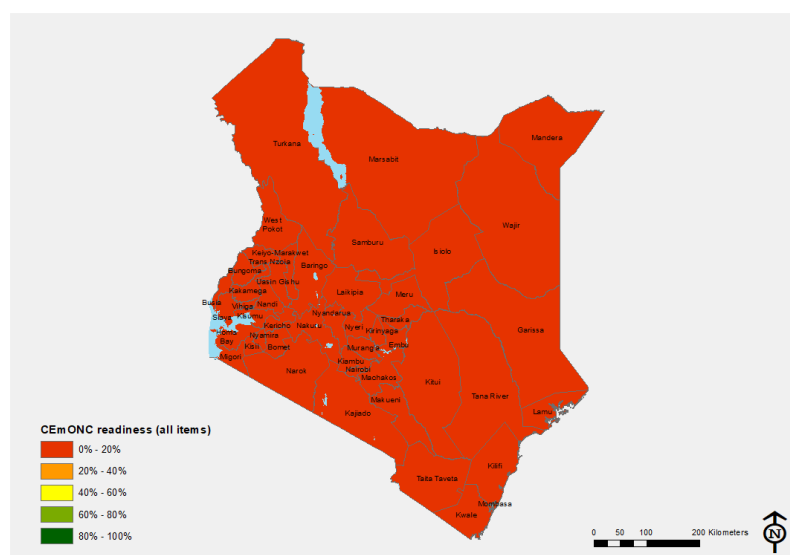 Mandera
Turkana
Marsabit
Wajir
West
Pokot
Samburu
Isiolo
Keiyo-Marakwet
Trans Nzoia
Baringo
Bungoma
Uasin Gishu
Kakamega
Laikipia
Meru
Busia
Vihiga
Nandi
Siaya
Kisumu
Nyandarua
Tharaka
Kericho
Nakuru
Nyeri
Kirinyaga
Garissa
Homa
Bay
Nyamira
Embu
Kisii
Bomet
Murang'a
Migori
Kiambu
Narok
Nairobi
Machakos
Kitui
Makueni
Tana River
Kajiado
Lamu
CEmONC readiness (all items)
0% - 20%
20% - 40%
40% - 60%
60% - 80%
80% - 100%
Kilifi
Taita Taveta
Mombasa
Kwale
0 50 100 200 Kilometers
N